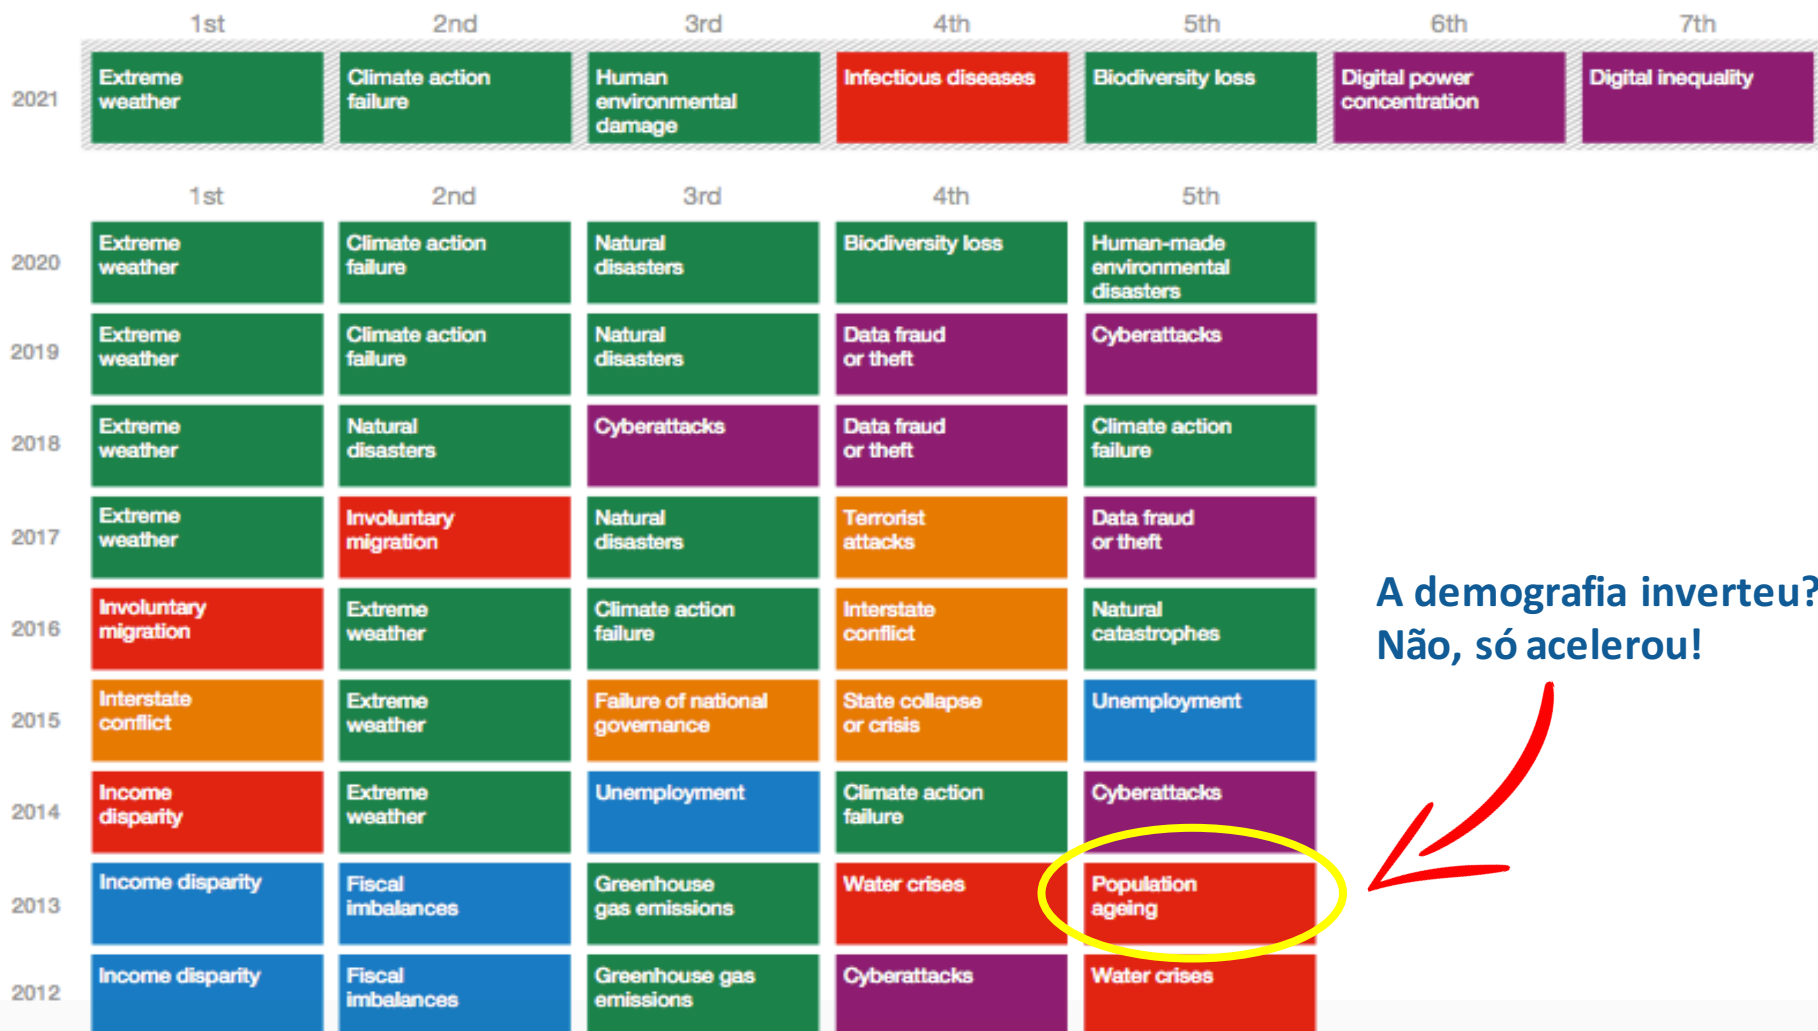 1st 2nd 3rd 4th 5th 6th 7th
2021
Extreme
weather
Climate action
failure
Human
environmental
damage
Infectious diseases
Biodiversity loss
Digital power
concentration
Digital inequality
1st 2nd 3rd 4th 5th
2020
Extreme
weather
Climate action
failure
Natural
disasters
Biodiversity loss
Human-made
environmental
disasters
2019
Extreme
weather
Climate action
failure
Natural
disasters
Data fraud
or theft
Cyberattacks
2018
Extreme
weather
Natural
disasters
Cyberattacks
Data fraud
or theft
Climate action
failure
2017
Extreme
weather
Involuntary
migration
Natural
disasters
Terrorist
attacks
Data fraud
or theft
2016
Involuntary
migration
Extreme
weather
Climate action
failure
Interstate
conflict
Natural
catastrophes
A demografia inverteu?
Não, só acelerou!
2015
Interstate
conflict
Extreme
weather
Failure of national
governance
State collapse
or crisis
Unemployment
2014
Income
disparity
Extreme
weather
Unemployment
Climate action
failure
Cyberattacks
2013
Income disparity
Fiscal
imbalances
Greenhouse
gas emissions
Water crises
Population
ageing
2012
Income disparity
Fiscal
imbalances
Greenhouse gas
emissions
Cyberattacks
Water crises